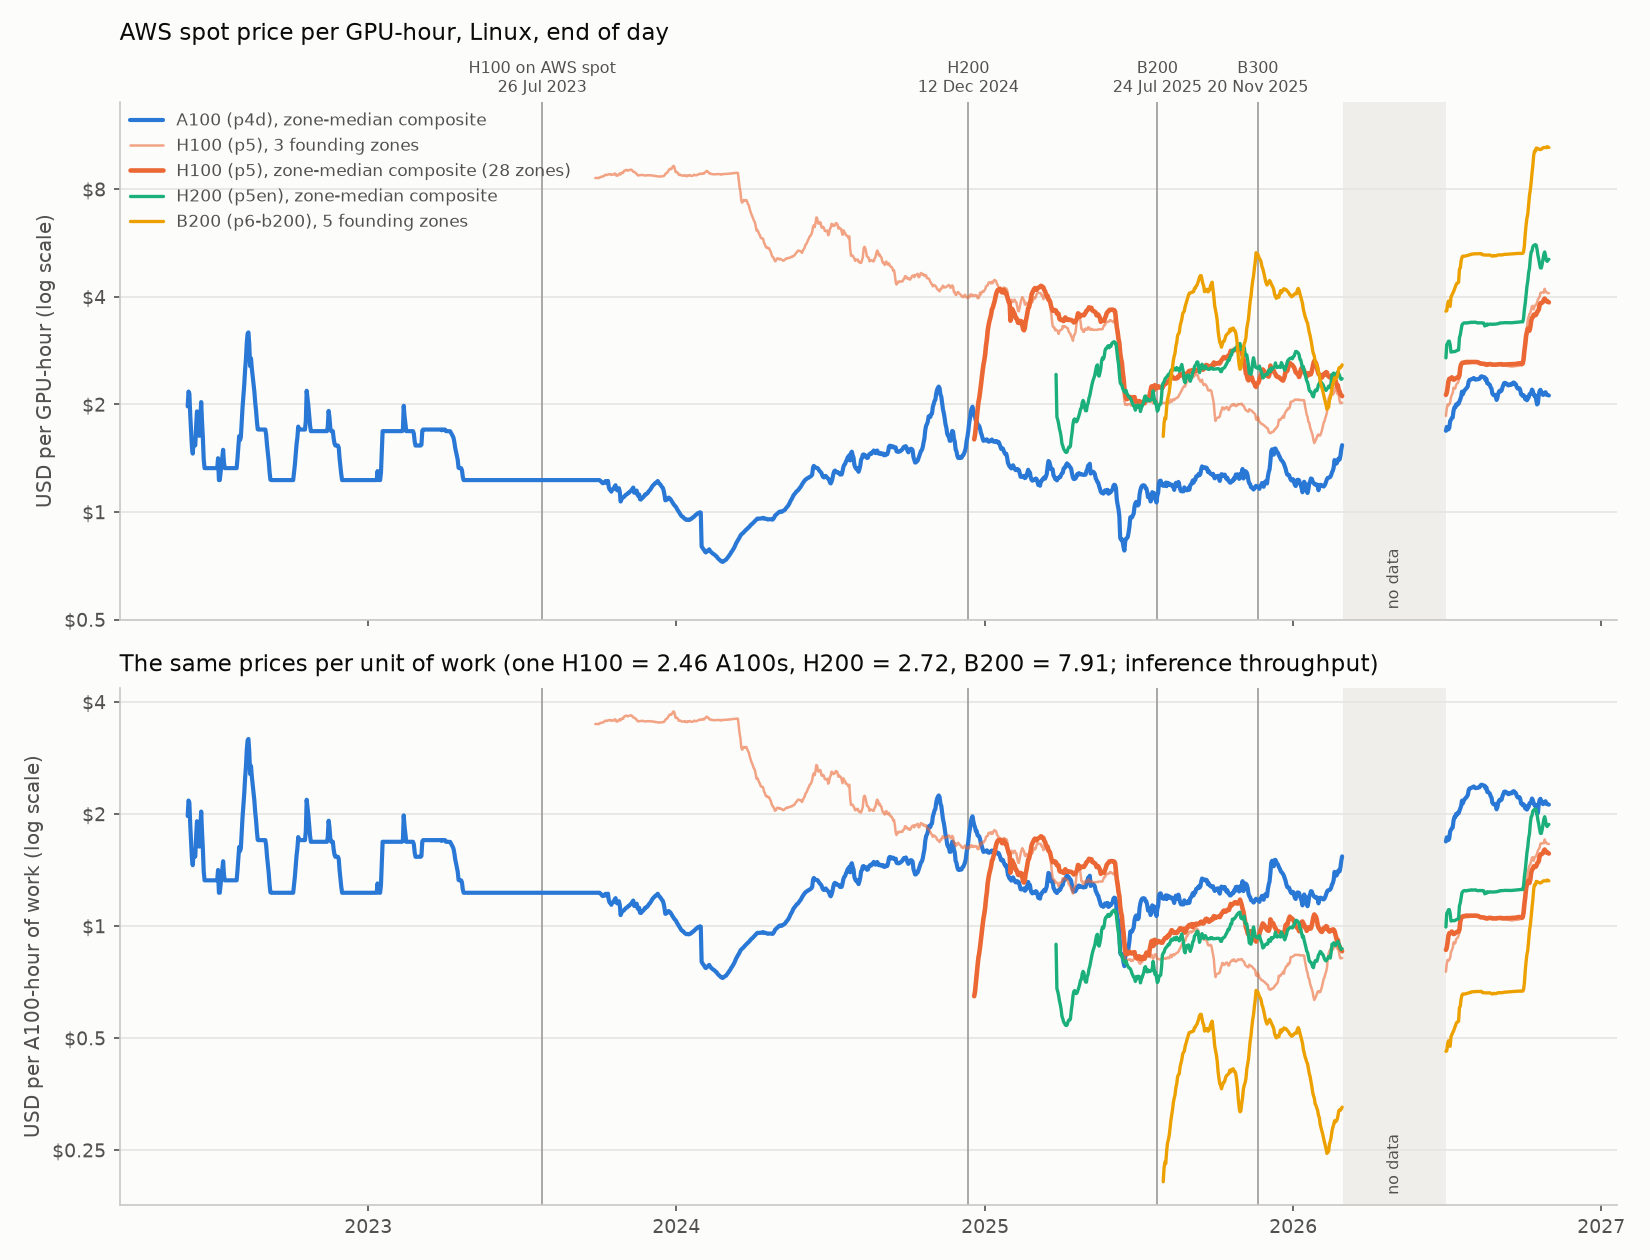 AWS spot price per GPU-hour, Linux, end of day
H100 on AWS spot
26 Jul 2023
H200
12 Dec 2024
B200
24 Jul 2025
B300
20 Nov 2025
A100 (p4d), zone-median composite
H100 (p5), 3 founding zones
H100 (p5), zone-median composite (28 zones)
H200 (p5en), zone-median composite
B200 (p6-b200), 5 founding zones
USD per GPU-hour (log scale)
$8
$4
$2
$1
$0.5
no data
The same prices per unit of work (one H100 = 2.46 A100s, H200 = 2.72, B200 = 7.91; inference throughput)
USD per A100-hour of work (log scale)
$4
$2
$1
$0.5
$0.25
no data
2023
2024
2025
2026
2027